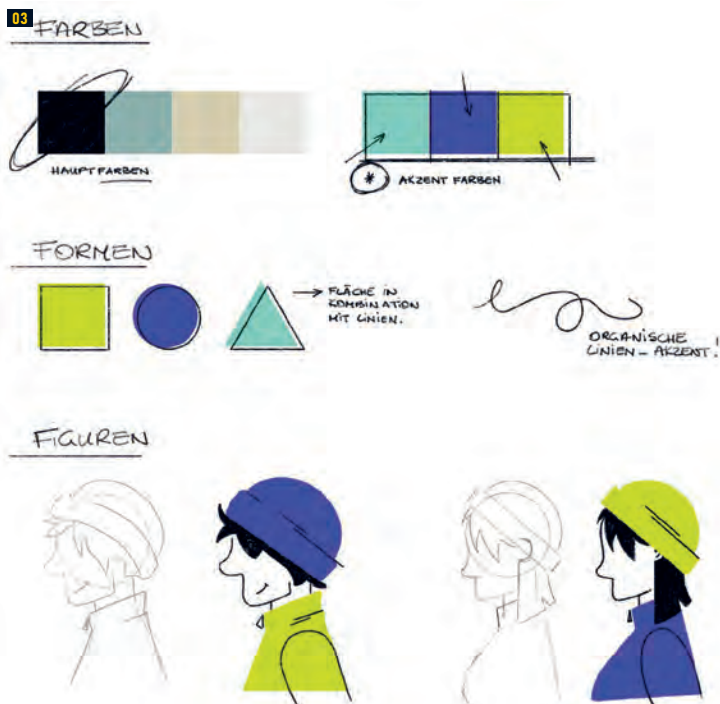 03
FARBEN
HAUPTFARBEN
* AKZENT FARBEN
FORMEN
FLÄCHE IN
KOMBINATION
MIT LINIEN.
ORGANISCHE
LINIEN – AKZENT!
FIGUREN